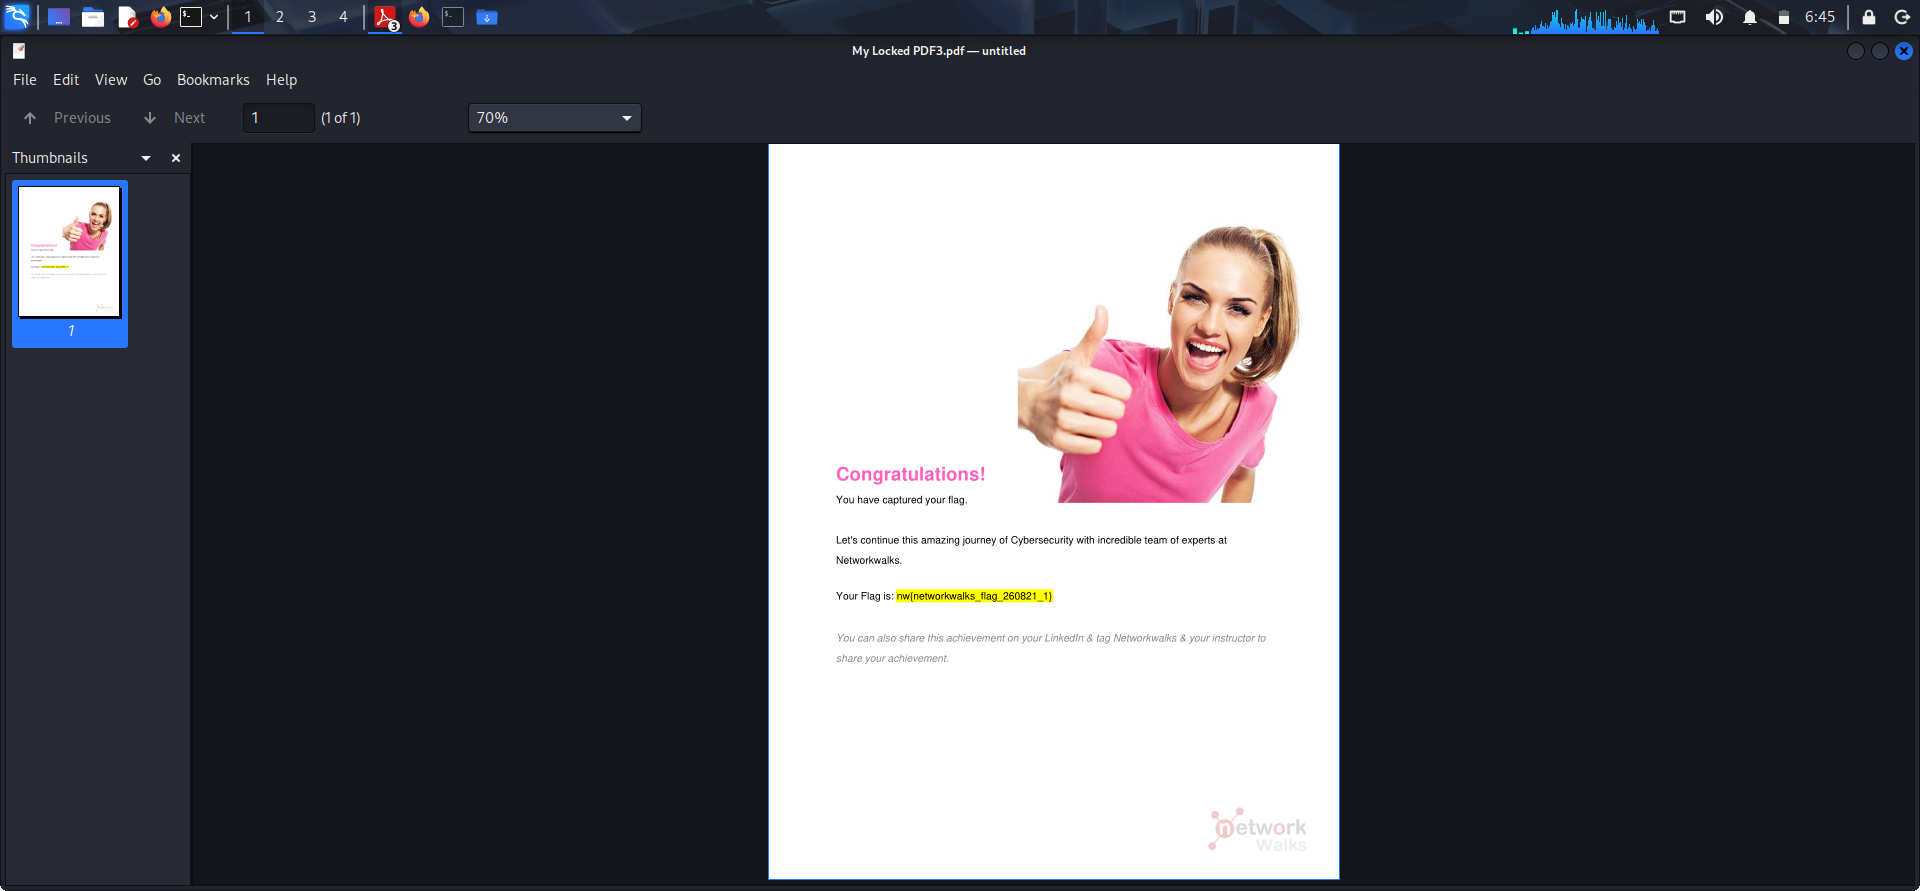 1
2
3
4
3
6:45
My Locked PDF3.pdf — untitled
File Edit View Go Bookmarks Help
Previous
Next
1
(1 of 1)
70%
Thumbnails
1
Congratulations!
You have captured your flag.
Let's continue this amazing journey of Cybersecurity with incredible team of experts at
Networkwalks.
Your Flag is: nw{networkwalks_flag_260821_1}
You can also share this achievement on your LinkedIn & tag Networkwalks & your instructor to
share your achievement.
network
Walks